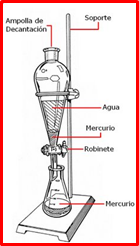 Ampolla de
Decantación
Soporte
Agua
Mercurio
Robinete
Mercurio